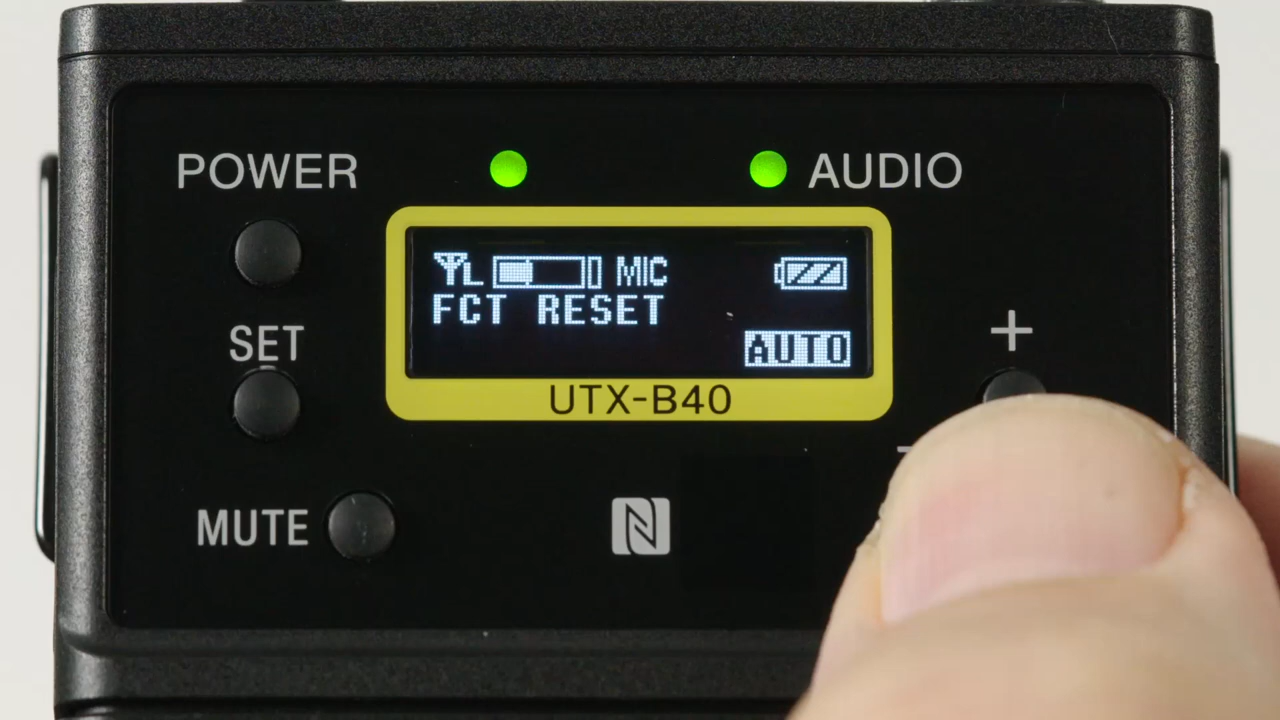 POWER
AUDIO
L MIC
FCT RESET
SET
AUTO
+
UTX-B40
-
MUTE
N